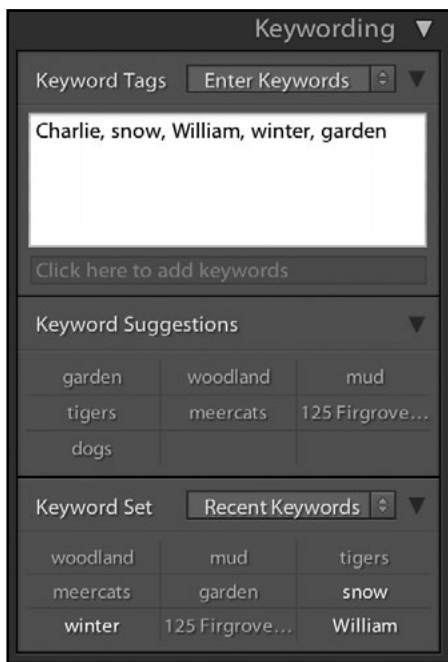 Keywording
Keyword Tags Enter Keywords
Charlie, snow, William, winter, garden
Click here to add keywords
Keyword Suggestions
garden woodland mud
tigers meercats 125 Firgrove...
dogs
Keyword Set Recent Keywords
woodland mud tigers
meercats garden snow
winter 125 Firgrove... William